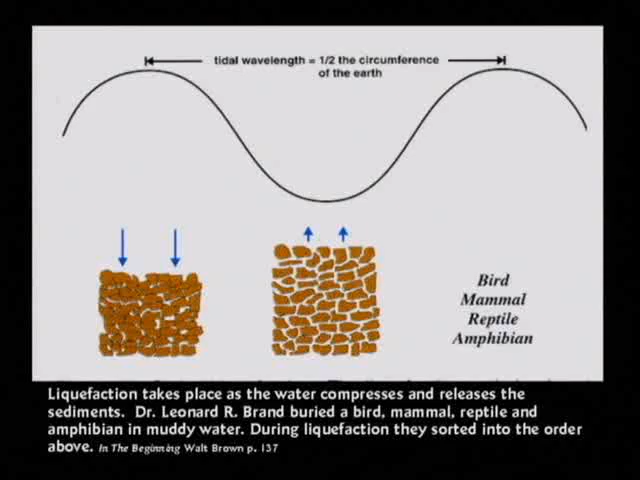 tidal wavelength = 1/2 the circumference
of the earth
Bird
Mammal
Reptile
Amphibian
Liquefaction takes place as the water compresses and releases the
sediments. Dr. Leonard R. Brand buried a bird, mammal, reptile and
amphibian in muddy water. During liquefaction they sorted into the order
above. In The Beginning Walt Brown p. 137